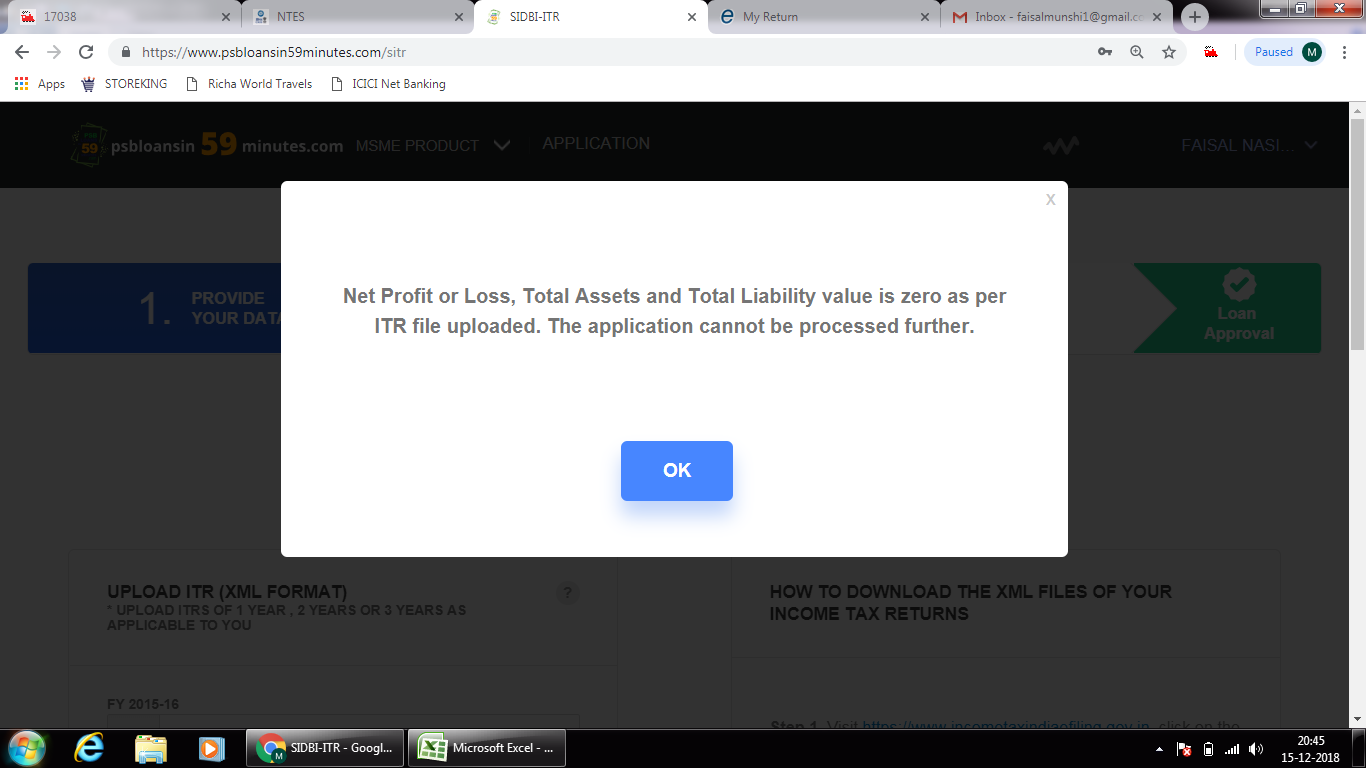 17038
NTES
SIDBI-ITR
My Return
Inbox - faisalmunshi1@gmail.co
https://www.psbloansin59minutes.com/sitr
Paused M
Apps
STOREKING
Richa World Travels
ICICI Net Banking
PSB 59
psbloansin 59 minutes.com
MSME PRODUCT
APPLICATION
FAISAL NASI...
X
Net Profit or Loss, Total Assets and Total Liability value is zero as per
ITR file uploaded. The application cannot be processed further.
OK
1.
PROVIDE
YOUR DATA
Loan
Approval
UPLOAD ITR (XML FORMAT)
?
* UPLOAD ITRS OF 1 YEAR , 2 YEARS OR 3 YEARS AS
APPLICABLE TO YOU
FY 2015-16
HOW TO DOWNLOAD THE XML FILES OF YOUR
INCOME TAX RETURNS
Step 1. Visit https://www.incometaxindiaefiling.gov.in, click on the
SIDBI-ITR - Googl...
Microsoft Excel - ...
20:45
15-12-2018